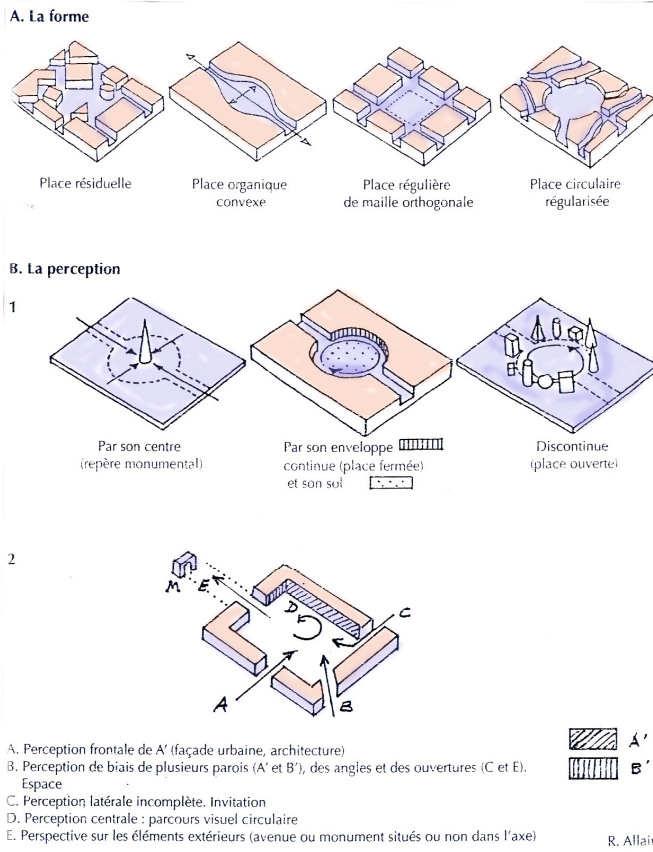 A. La forme
Place résiduelle
Place organique
convexe
Place régulière
de maille orthogonale
Place circulaire
régularisée
B. La perception
1
Par son centre
(repère monumental)
Par son enveloppe
continue (place fermée)
et son sol
Discontinue
(place ouverte)
2
M
E
D
C
A
B
A. Perception frontale de A' (façade urbaine, architecture)
B. Perception de biais de plusieurs parois (A' et B'), des angles et des ouvertures (C et E).
Espace
C. Perception latérale incomplète. Invitation
D. Perception centrale : parcours visuel circulaire
E. Perspective sur les éléments extérieurs (avenue ou monument situés ou non dans l'axe)
A'
B'
R. Allain